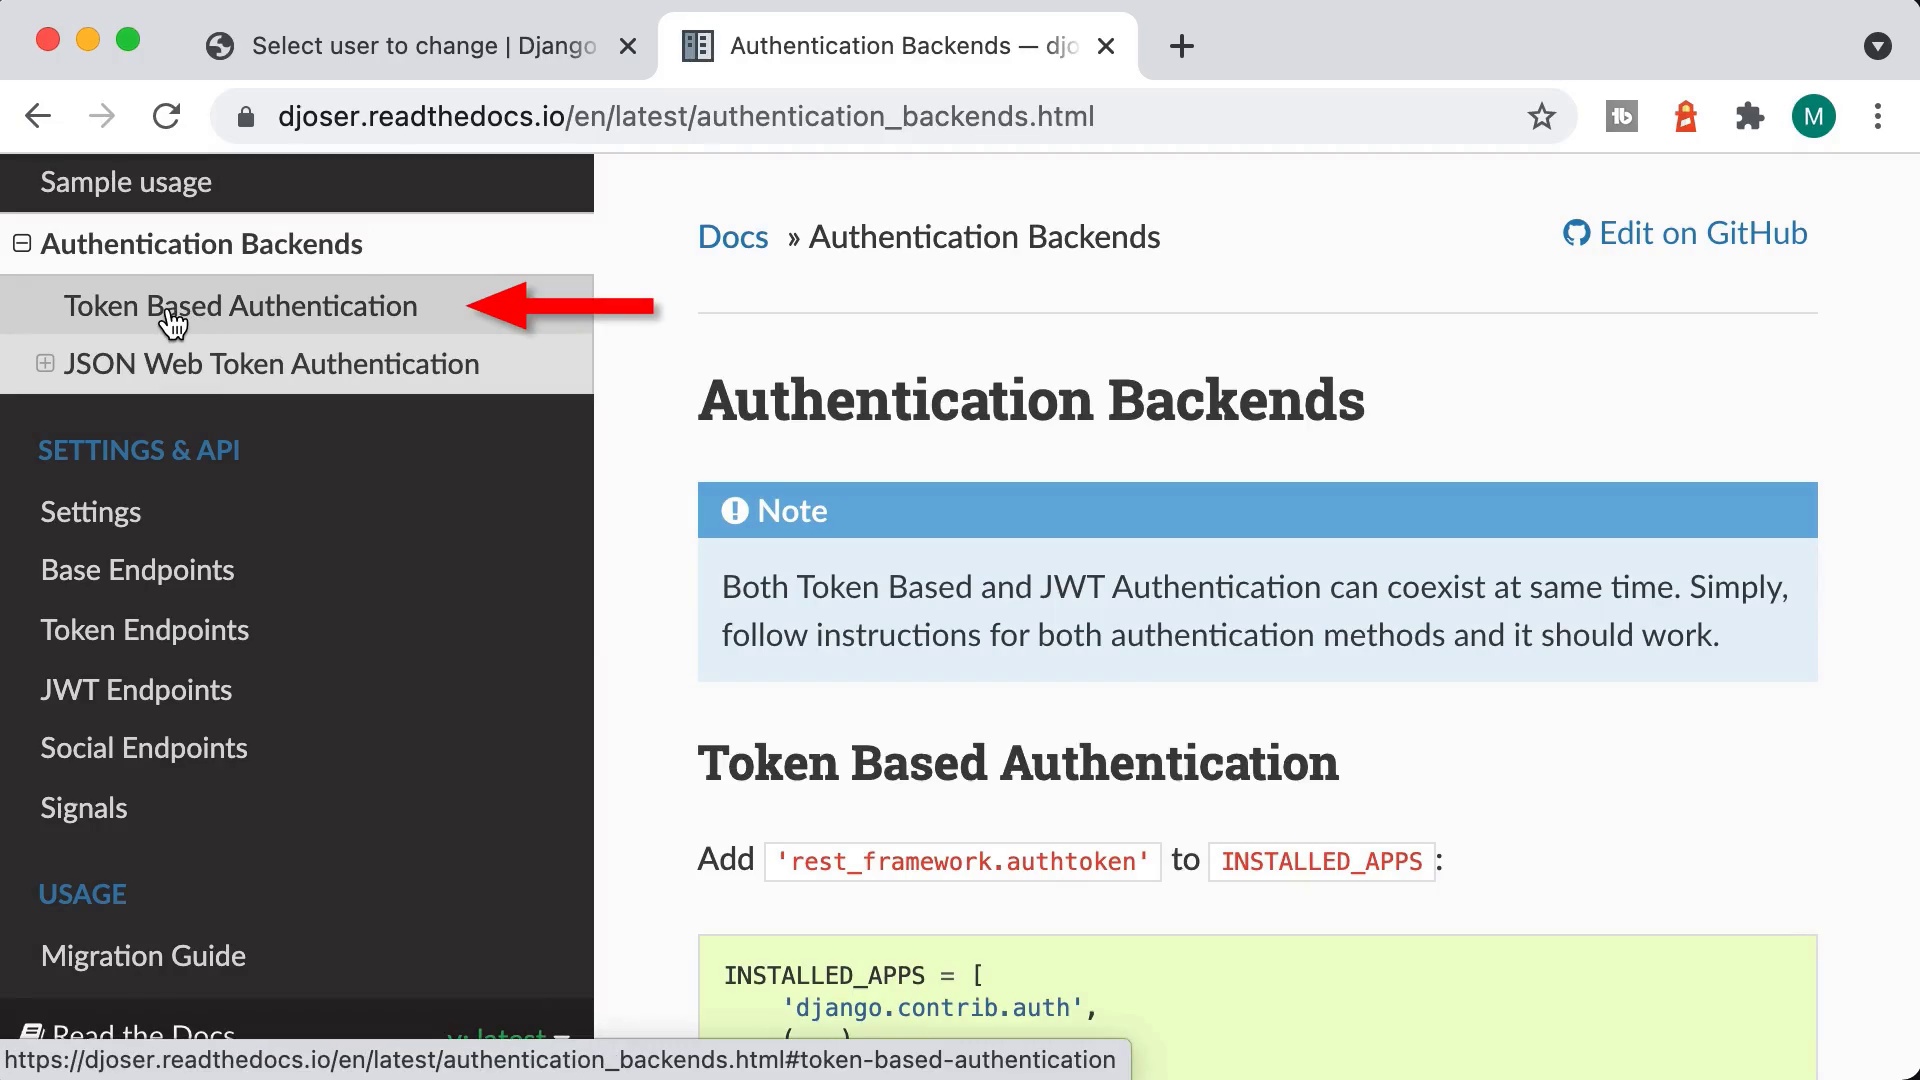 Select user to change | Django
Authentication Backends — djo
djoser.readthedocs.io/en/latest/authentication_backends.html
M
Sample usage
Authentication Backends
Token Based Authentication
JSON Web Token Authentication
SETTINGS & API
Settings
Base Endpoints
Token Endpoints
JWT Endpoints
Social Endpoints
Signals
USAGE
Migration Guide
Read the Docs
v: latest
https://djoser.readthedocs.io/en/latest/authentication_backends.html#token-based-authentication
Docs » Authentication Backends
Edit on GitHub
Authentication Backends
Note
Both Token Based and JWT Authentication can coexist at same time. Simply,
follow instructions for both authentication methods and it should work.
Token Based Authentication
Add 'rest_framework.authtoken' to INSTALLED_APPS:
INSTALLED_APPS = [
'django.contrib.auth',
(...)